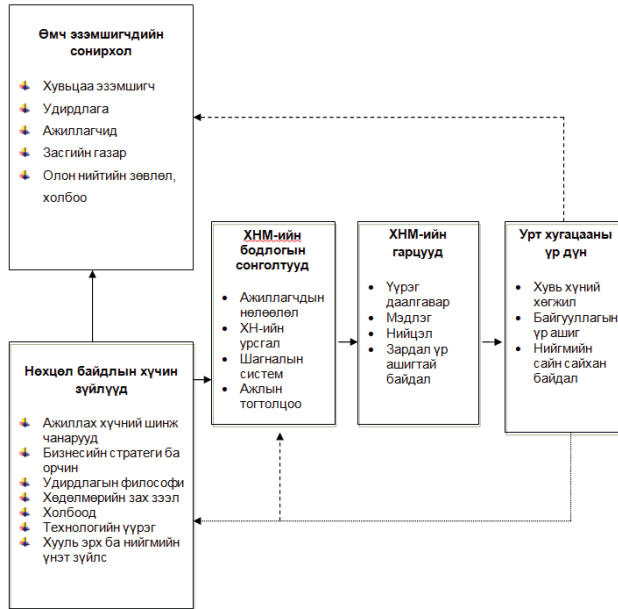 Өмч эзэмшигчдийн
сонирхол
Хувьцаа эзэмшигч
Удирдлага
Ажиллагчид
Засгийн газар
Олон нийтийн зөвлөл,
холбоо
ХНМ-ийн
бодлогын
сонголтууд
Ажиллагчдын
нөлөөлөл
ХН-ийн
урсгал
Шагналын
систем
Ажлын
тогтолцоо
ХНМ-ийн
гарцууд
Үүрэг
даалгавар
Мэдлэг
Нийцэл
Зардал үр
ашигтай
байдал
Урт хугацааны
үр дүн
Хувь хүний
хөгжил
Байгууллагын
үр ашиг
Нийгмийн
сайн сайхан
байдал
Нөхцөл байдлын хүчин
зүйлүүд
Ажиллах хүчний шинж
чанарууд
Бизнесийн стратеги ба
орчин
Удирдлагын философи
Хөдөлмөрийн зах зээл
Холбоод
Технологийн үүрэг
Хууль эрх ба нийгмийн
үнэт зүйлс